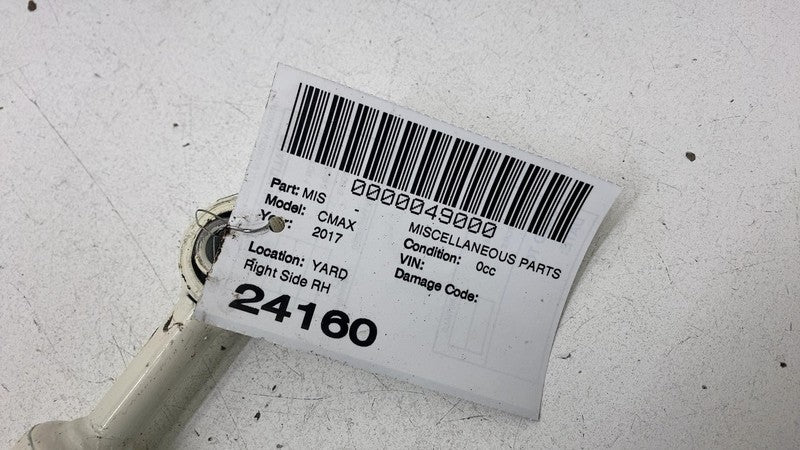 0000049000
Part: MIS - MISCELLANEOUS PARTS
Model: CMAX Condition: 0cc
Year: 2017 VIN:
Damage Code:
Location: YARD
Right Side RH
24160